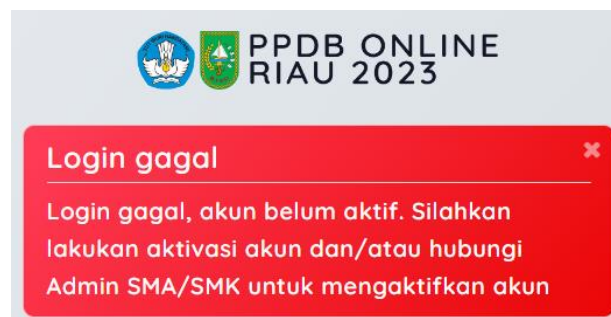 PPDB ONLINE
RIAU 2023
Login gagal
×
Login gagal, akun belum aktif. Silahkan
lakukan aktivasi akun dan/atau hubungi
Admin SMA/SMK untuk mengaktifkan akun